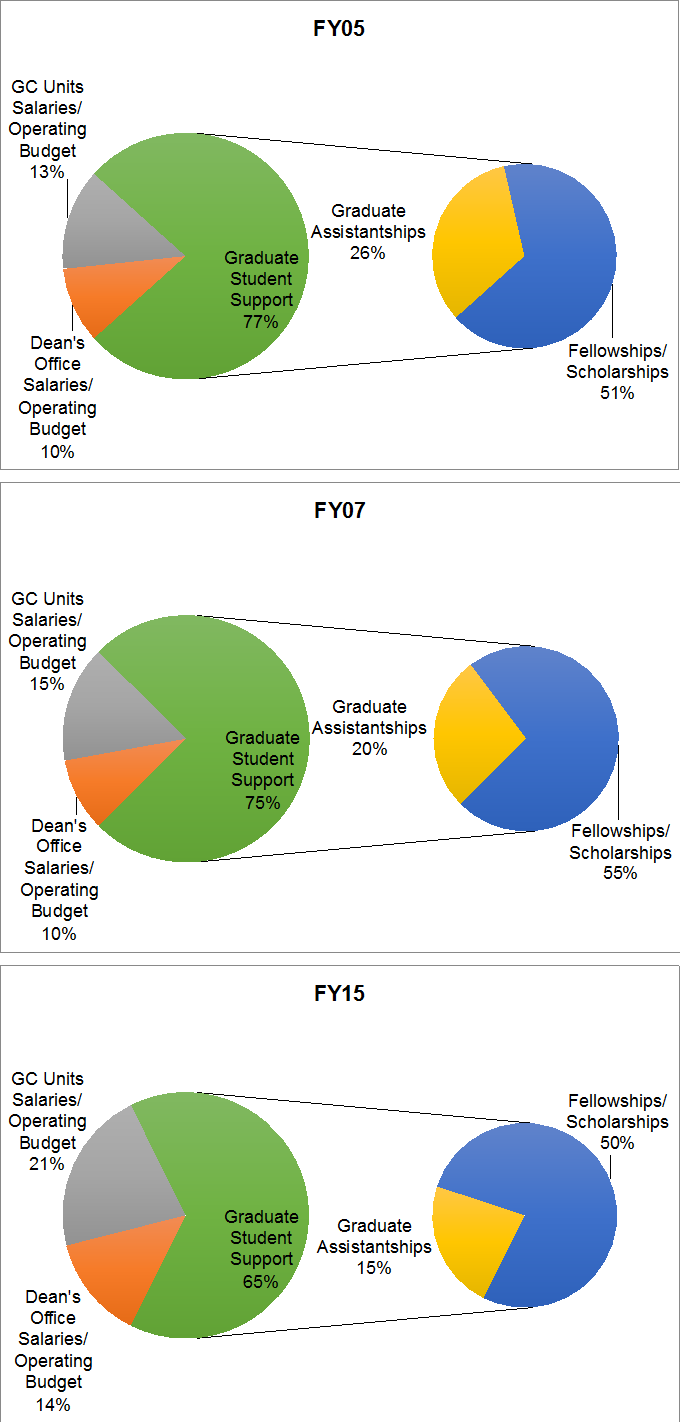 FY05
GC Units
Salaries/
Operating
Budget
13%
Graduate
Assistantships
26%
Graduate
Student
Support
77%
Dean's
Office
Salaries/
Operating
Budget
10%
Fellowships/
Scholarships
51%
FY07
GC Units
Salaries/
Operating
Budget
15%
Graduate
Assistantships
20%
Graduate
Student
Support
75%
Dean's
Office
Salaries/
Operating
Budget
10%
Fellowships/
Scholarships
55%
FY15
GC Units
Salaries/
Operating
Budget
21%
Fellowships/
Scholarships
50%
Graduate
Student
Support
65%
Graduate
Assistantships
15%
Dean's
Office
Salaries/
Operating
Budget
14%